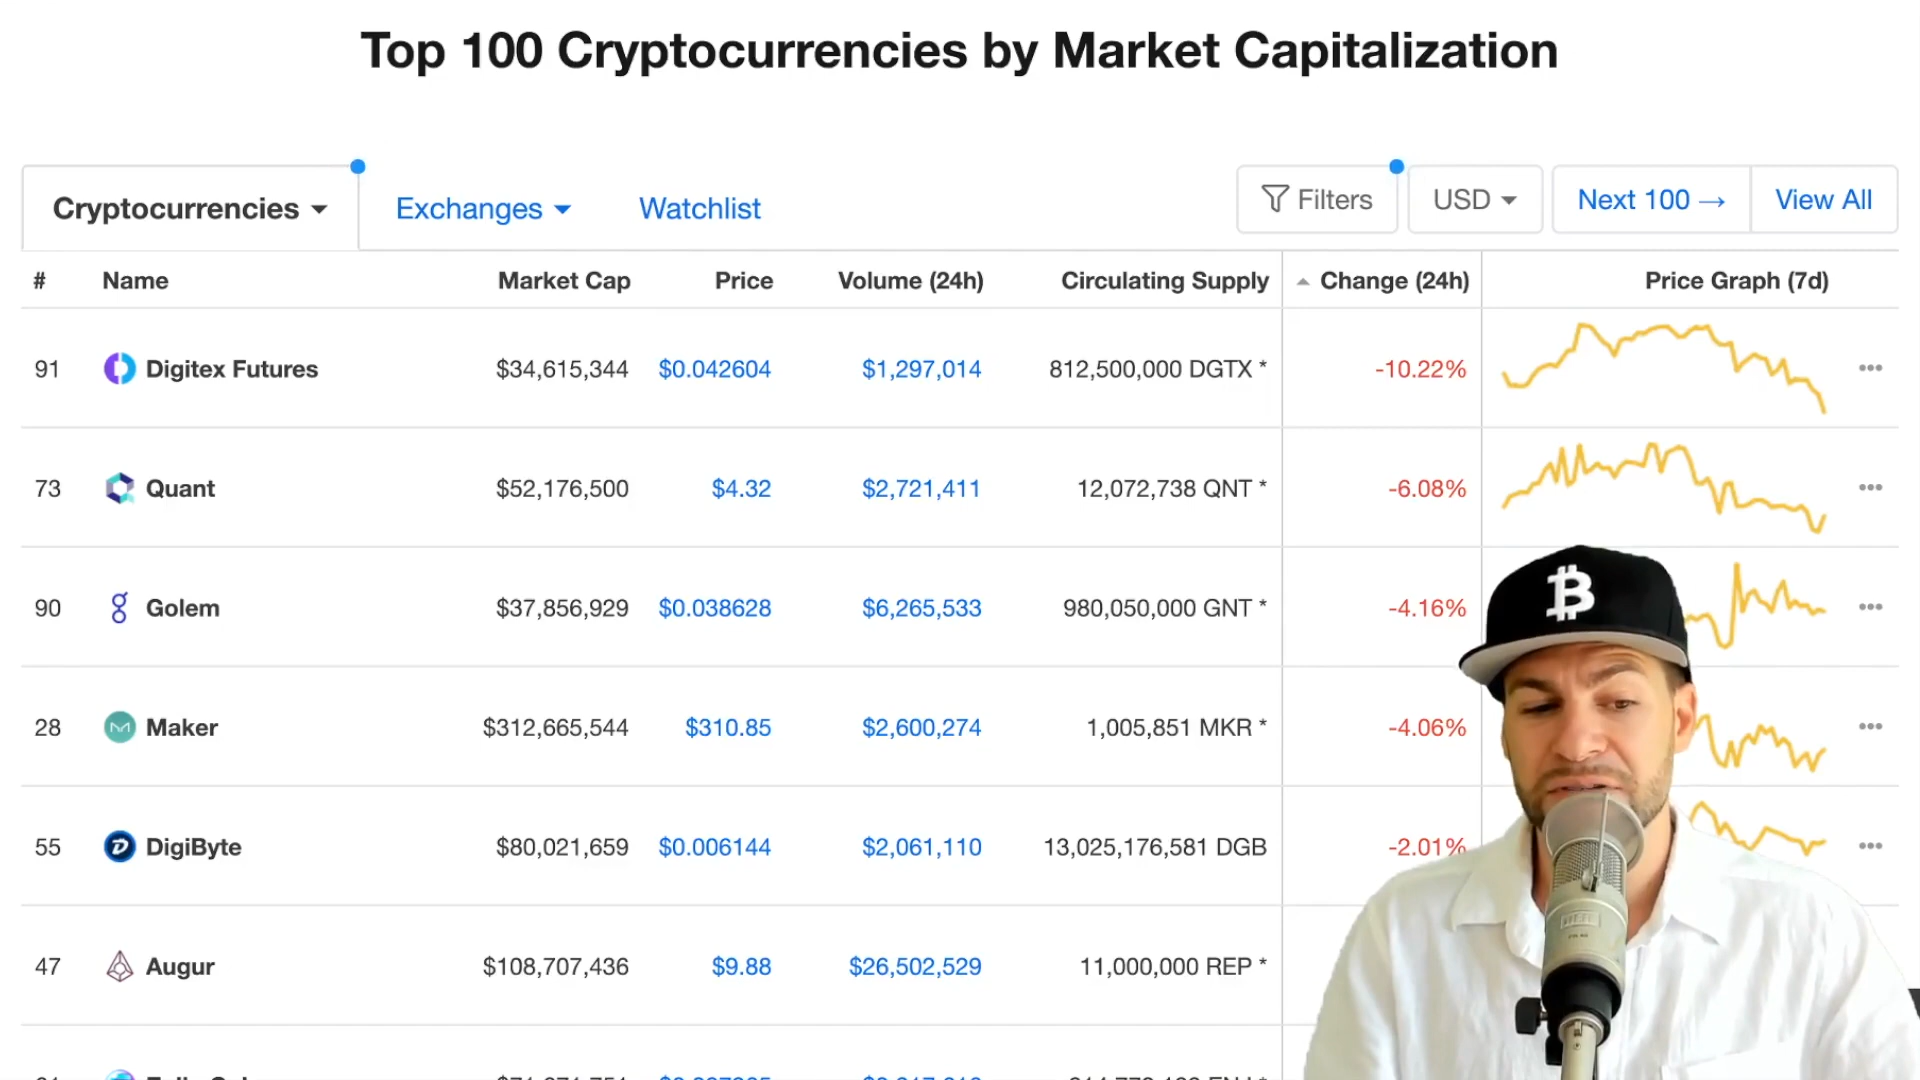 Top 100 Cryptocurrencies by Market Capitalization
Cryptocurrencies Exchanges Watchlist Filters USD Next 100 → View All
# Name Market Cap Price Volume (24h) Circulating Supply Change (24h) Price Graph (7d)
91 Digitex Futures $34,615,344 $0.042604 $1,297,014 812,500,000 DGTX * -10.22%
73 Quant $52,176,500 $4.32 $2,721,411 12,072,738 QNT * -6.08%
90 Golem $37,856,929 $0.038628 $6,265,533 980,050,000 GNT * -4.16%
28 Maker $312,665,544 $310.85 $2,600,274 1,005,851 MKR * -4.06%
55 DigiByte $80,021,659 $0.006144 $2,061,110 13,025,176,581 DGB -2.01%
47 Augur $108,707,436 $9.88 $26,502,529 11,000,000 REP *